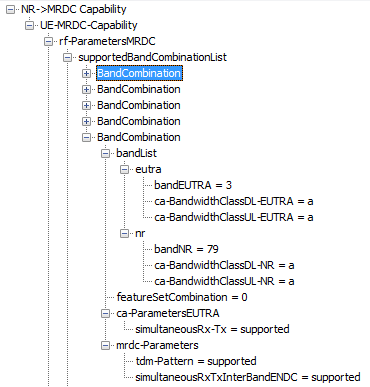 NR->MRDC Capability
UE-MRDC-Capability
rf-ParametersMRDC
supportedBandCombinationList
BandCombination
BandCombination
BandCombination
BandCombination
BandCombination
bandList
eutra
bandEUTRA = 3
ca-BandwidthClassDL-EUTRA = a
ca-BandwidthClassUL-EUTRA = a
nr
bandNR = 79
ca-BandwidthClassDL-NR = a
ca-BandwidthClassUL-NR = a
featureSetCombination = 0
ca-ParametersEUTRA
simultaneousRx-Tx = supported
mrdc-Parameters
tdm-Pattern = supported
simultaneousRxTxInterBandENDC = supported